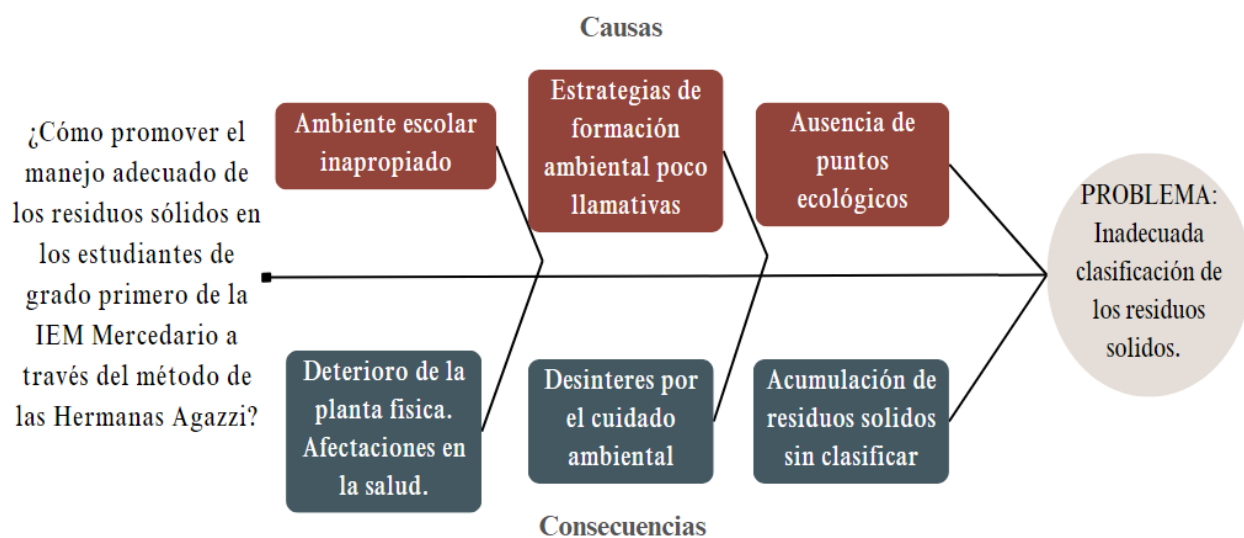 Causas
¿Cómo promover el
manejo adecuado de
los residuos sólidos en
los estudiantes de
grado primero de la
IEM Mercedario a
través del método de
las Hermanas Agazzi?
Ambiente escolar
inapropiado
Estrategias de
formación
ambiental poco
llamativas
Ausencia de
puntos
ecológicos
PROBLEMA:
Inadecuada
clasificación de
los residuos
solidos.
Deterioro de la
planta fisica.
Afectaciones en
la salud.
Desinteres por
el cuidado
ambiental
Acumulación de
residuos solidos
sin clasificar
Consecuencias